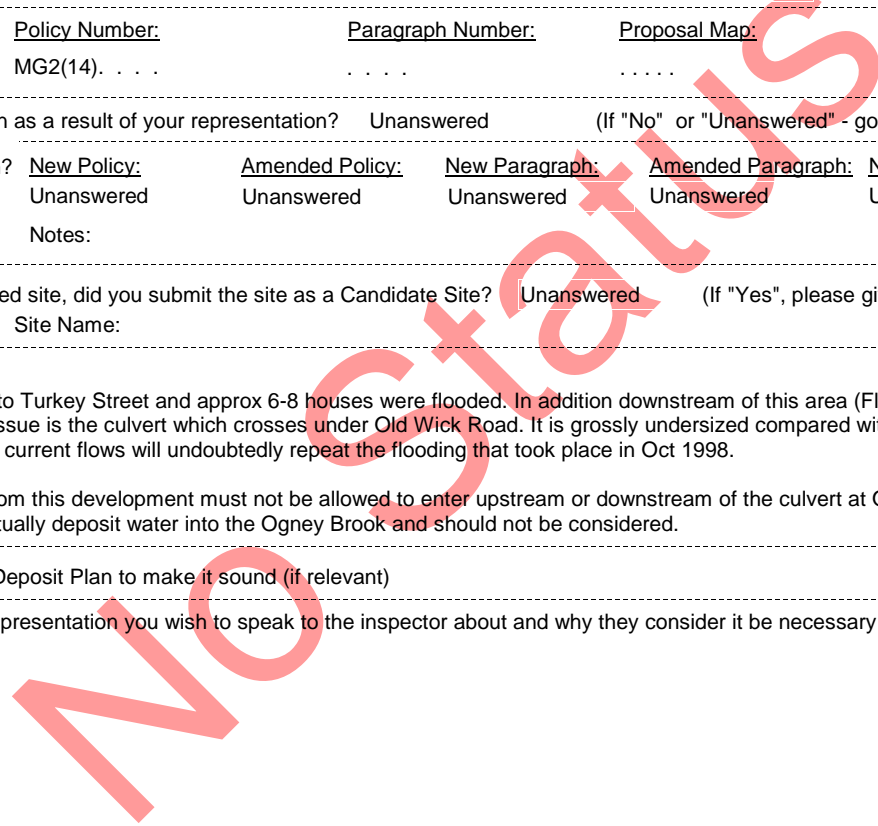 Policy Number: Paragraph Number: Proposal Map:
MG2(14). . . . . . . . . . . . .
n as a result of your representation? Unanswered (If "No" or "Unanswered" - go
? New Policy: Amended Policy: New Paragraph: Amended Paragraph: N
Unanswered Unanswered Unanswered Unanswered U
Notes:
ed site, did you submit the site as a Candidate Site? Unanswered (If "Yes", please gi
Site Name:
to Turkey Street and approx 6-8 houses were flooded. In addition downstream of this area (Fl
ssue is the culvert which crosses under Old Wick Road. It is grossly undersized compared wi
current flows will undoubtedly repeat the flooding that took place in Oct 1998.
om this development must not be allowed to enter upstream or downstream of the culvert at O
tually deposit water into the Ogney Brook and should not be considered.
Deposit Plan to make it sound (if relevant)
presentation you wish to speak to the inspector about and why they consider it be necessary
No Status